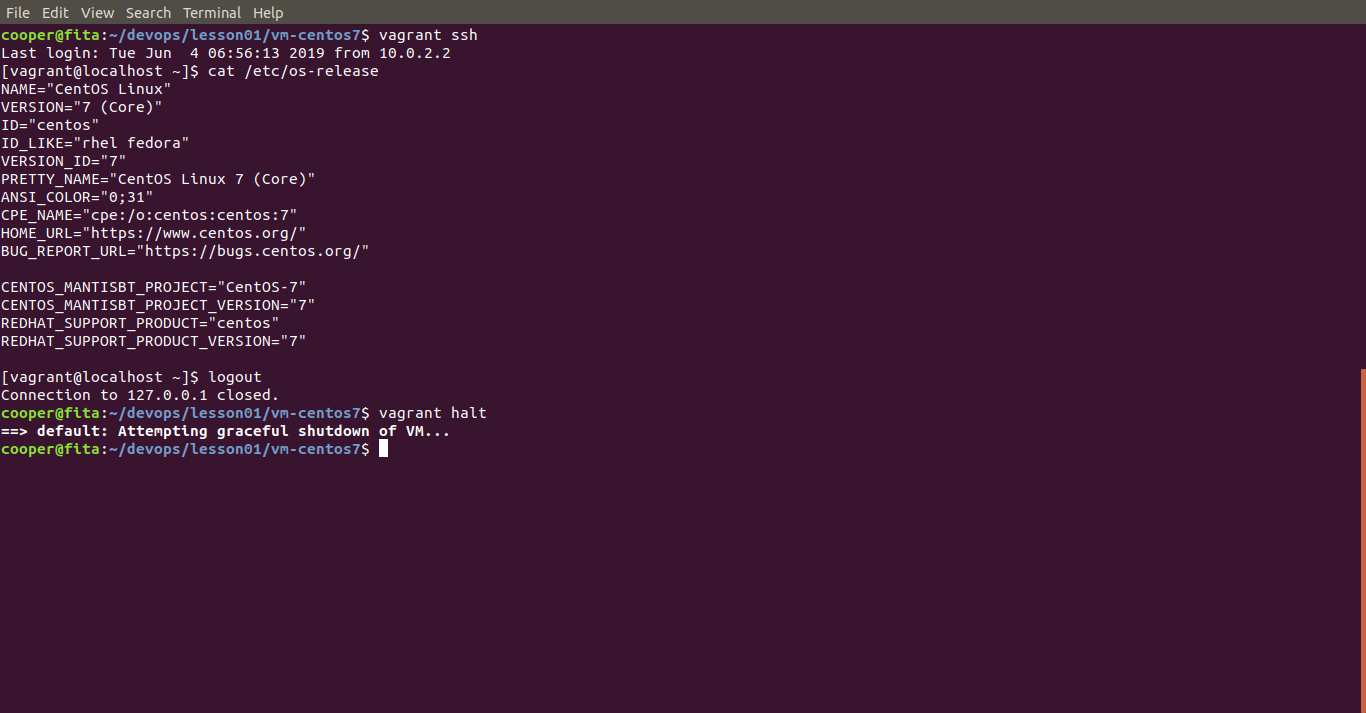 File Edit View Search Terminal Help
cooper@fita:~/devops/lesson01/vm-centos7$ vagrant ssh
Last login: Tue Jun  4 06:56:13 2019 from 10.0.2.2
[vagrant@localhost ~]$ cat /etc/os-release
NAME="CentOS Linux"
VERSION="7 (Core)"
ID="centos"
ID_LIKE="rhel fedora"
VERSION_ID="7"
PRETTY_NAME="CentOS Linux 7 (Core)"
ANSI_COLOR="0;31"
CPE_NAME="cpe:/o:centos:centos:7"
HOME_URL="https://www.centos.org/"
BUG_REPORT_URL="https://bugs.centos.org/"
CENTOS_MANTISBT_PROJECT="CentOS-7"
CENTOS_MANTISBT_PROJECT_VERSION="7"
REDHAT_SUPPORT_PRODUCT="centos"
REDHAT_SUPPORT_PRODUCT_VERSION="7"
[vagrant@localhost ~]$ logout
Connection to 127.0.0.1 closed.
cooper@fita:~/devops/lesson01/vm-centos7$ vagrant halt
==> default: Attempting graceful shutdown of VM...
cooper@fita:~/devops/lesson01/vm-centos7$